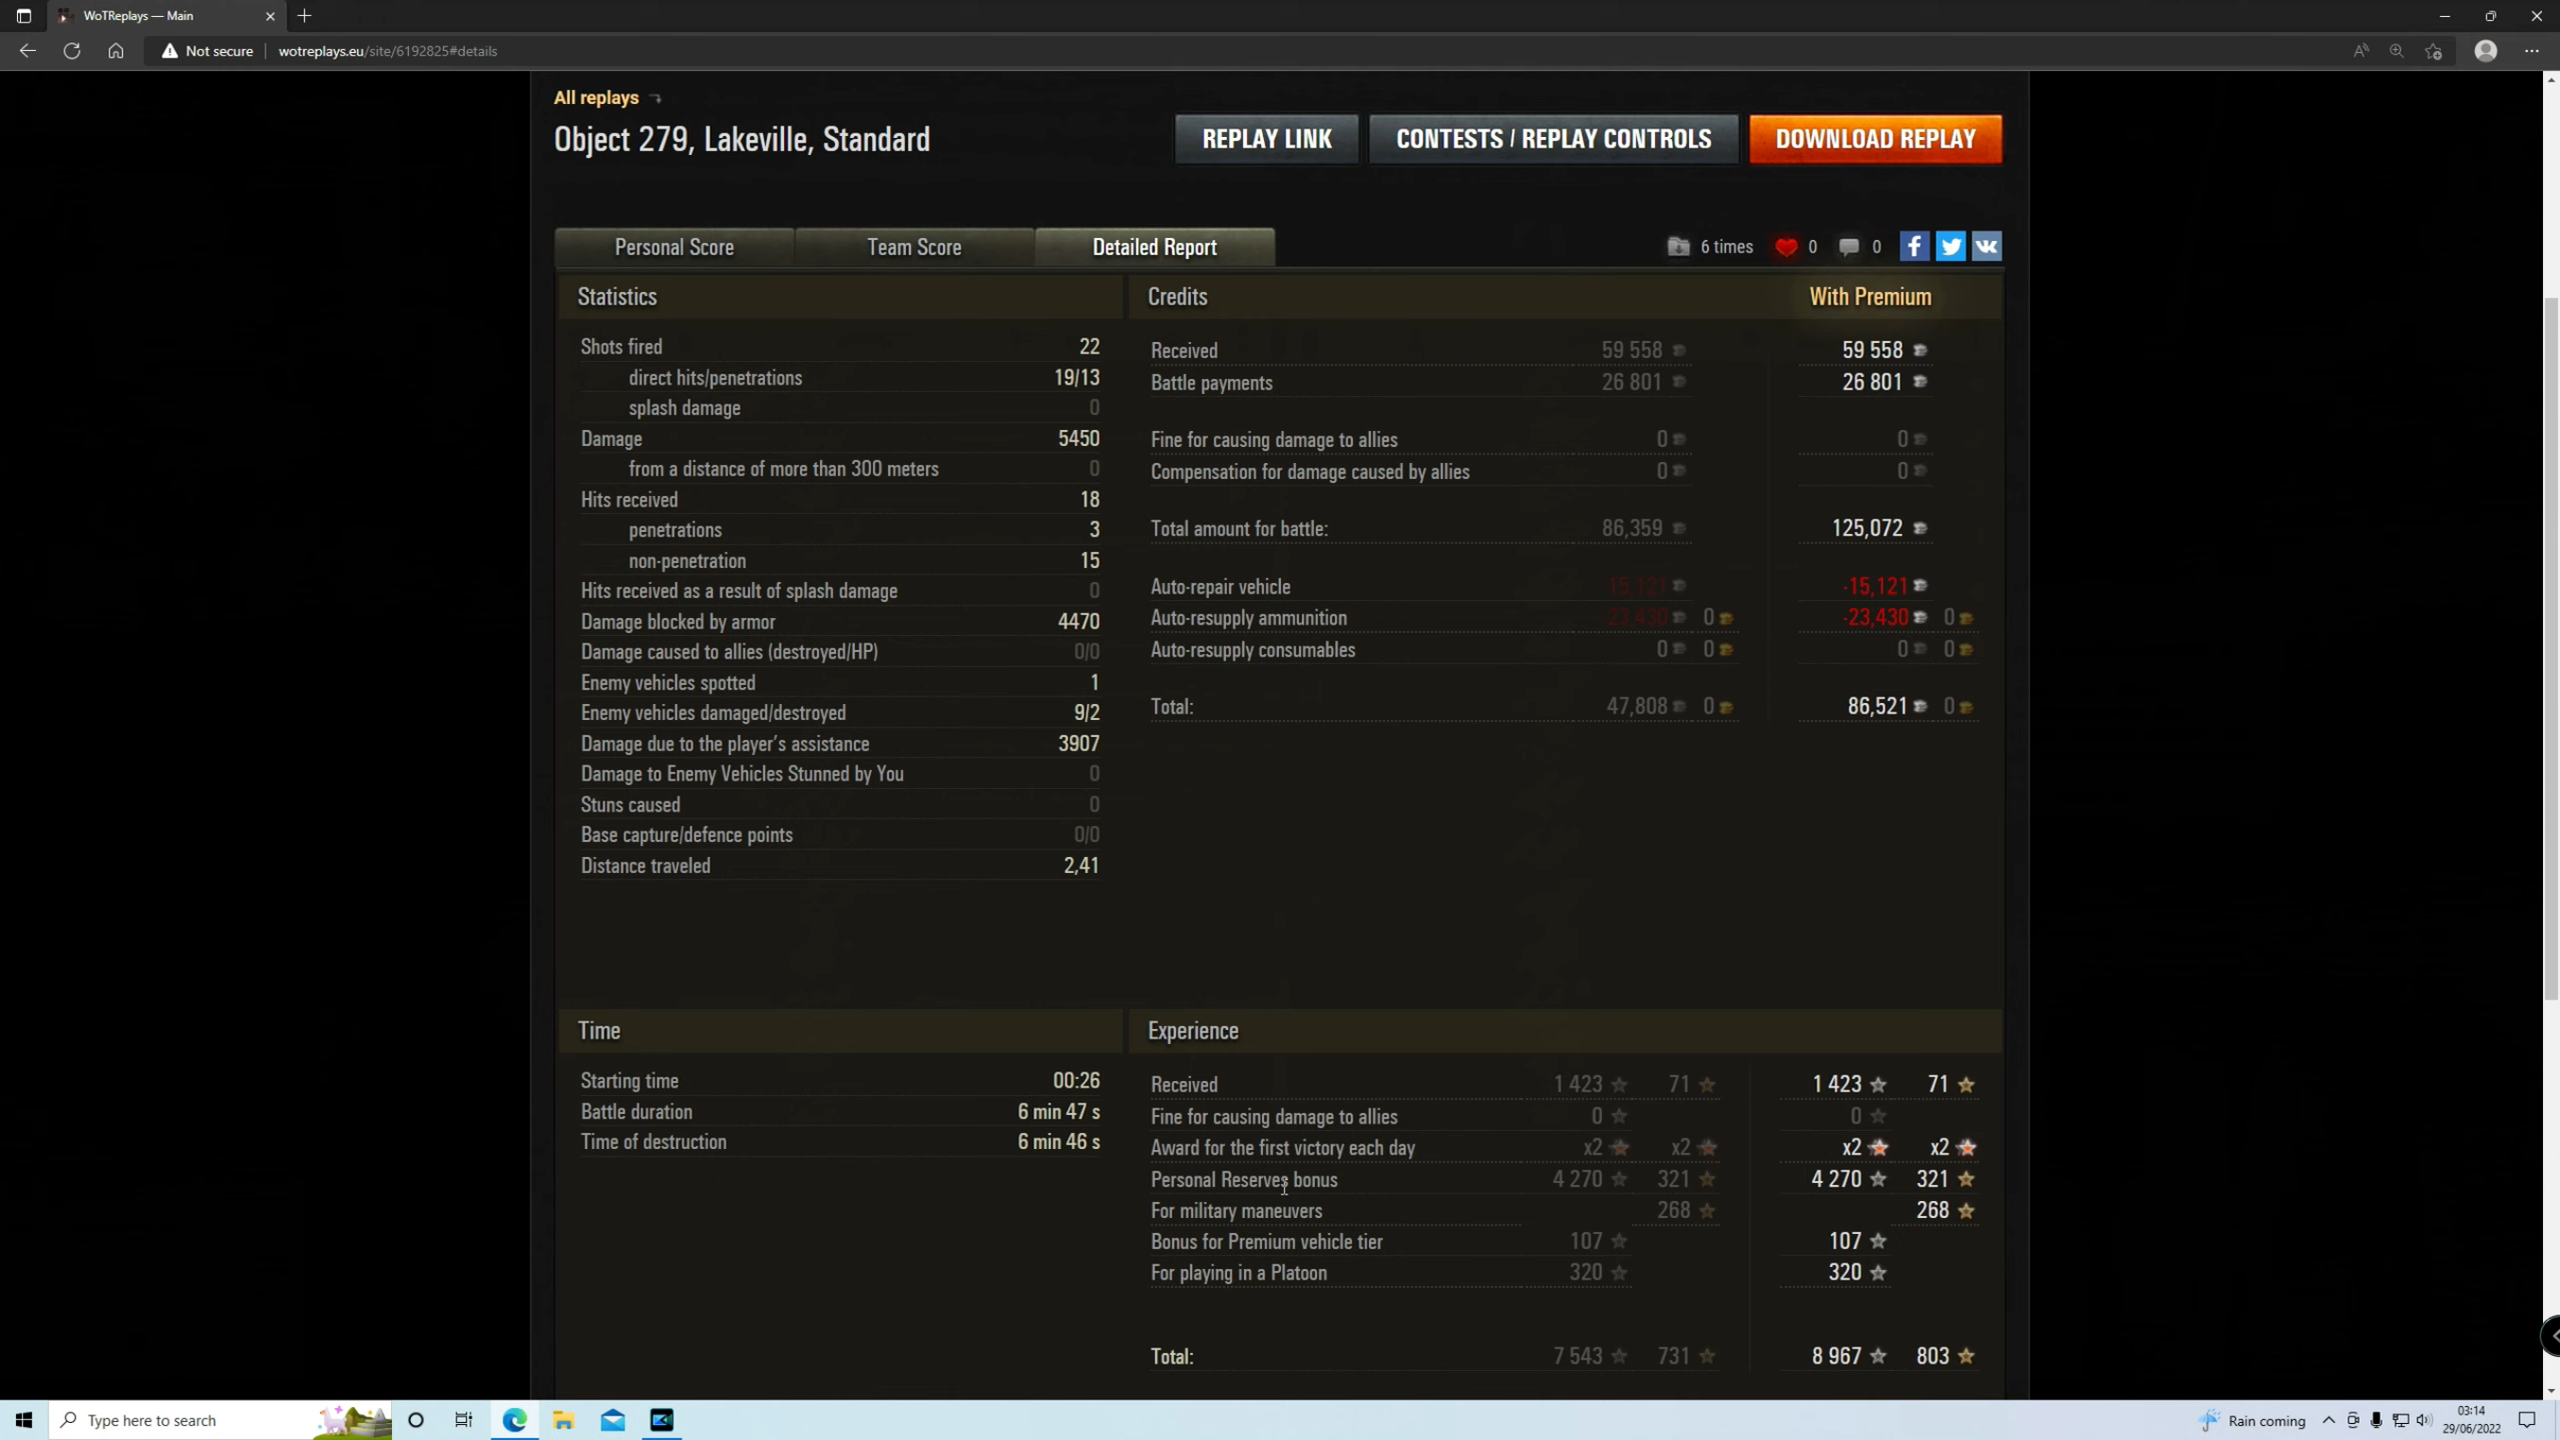 WoTReplays — Main
Not secure
wotreplays.eu/site/6192825#details
All replays
Object 279, Lakeville, Standard
REPLAY LINK
CONTESTS / REPLAY CONTROLS
DOWNLOAD REPLAY
Personal Score
Team Score
Detailed Report
6 times
0
0
Statistics
Shots fired 22
direct hits/penetrations 19/13
splash damage 0
Damage 5450
from a distance of more than 300 meters 0
Hits received 18
penetrations 3
non-penetration 15
Hits received as a result of splash damage 0
Damage blocked by armor 4470
Damage caused to allies (destroyed/HP) 0/0
Enemy vehicles spotted 1
Enemy vehicles damaged/destroyed 9/2
Damage due to the player's assistance 3907
Damage to Enemy Vehicles Stunned by You 0
Stuns caused 0
Base capture/defence points 0/0
Distance traveled 2,41
Credits With Premium
Received 59 558 59 558
Battle payments 26 801 26 801
Fine for causing damage to allies 0 0
Compensation for damage caused by allies 0 0
Total amount for battle: 86,359 125,072
Auto-repair vehicle -15,121 -15,121
Auto-resupply ammunition -23,430 0 -23,430 0
Auto-resupply consumables 0 0 0 0
Total: 47,808 0 86,521 0
Time
Starting time 00:26
Battle duration 6 min 47 s
Time of destruction 6 min 46 s
Experience
Received 1 423 71 1 423 71
Fine for causing damage to allies 0 0
Award for the first victory each day x2 x2 x2 x2
Personal Reserves bonus 4 270 321 4 270 321
For military maneuvers 268 268
Bonus for Premium vehicle tier 107 107
For playing in a Platoon 320 320
Total: 7 543 731 8 967 803
Type here to search
Rain coming
03:14
29/06/2022